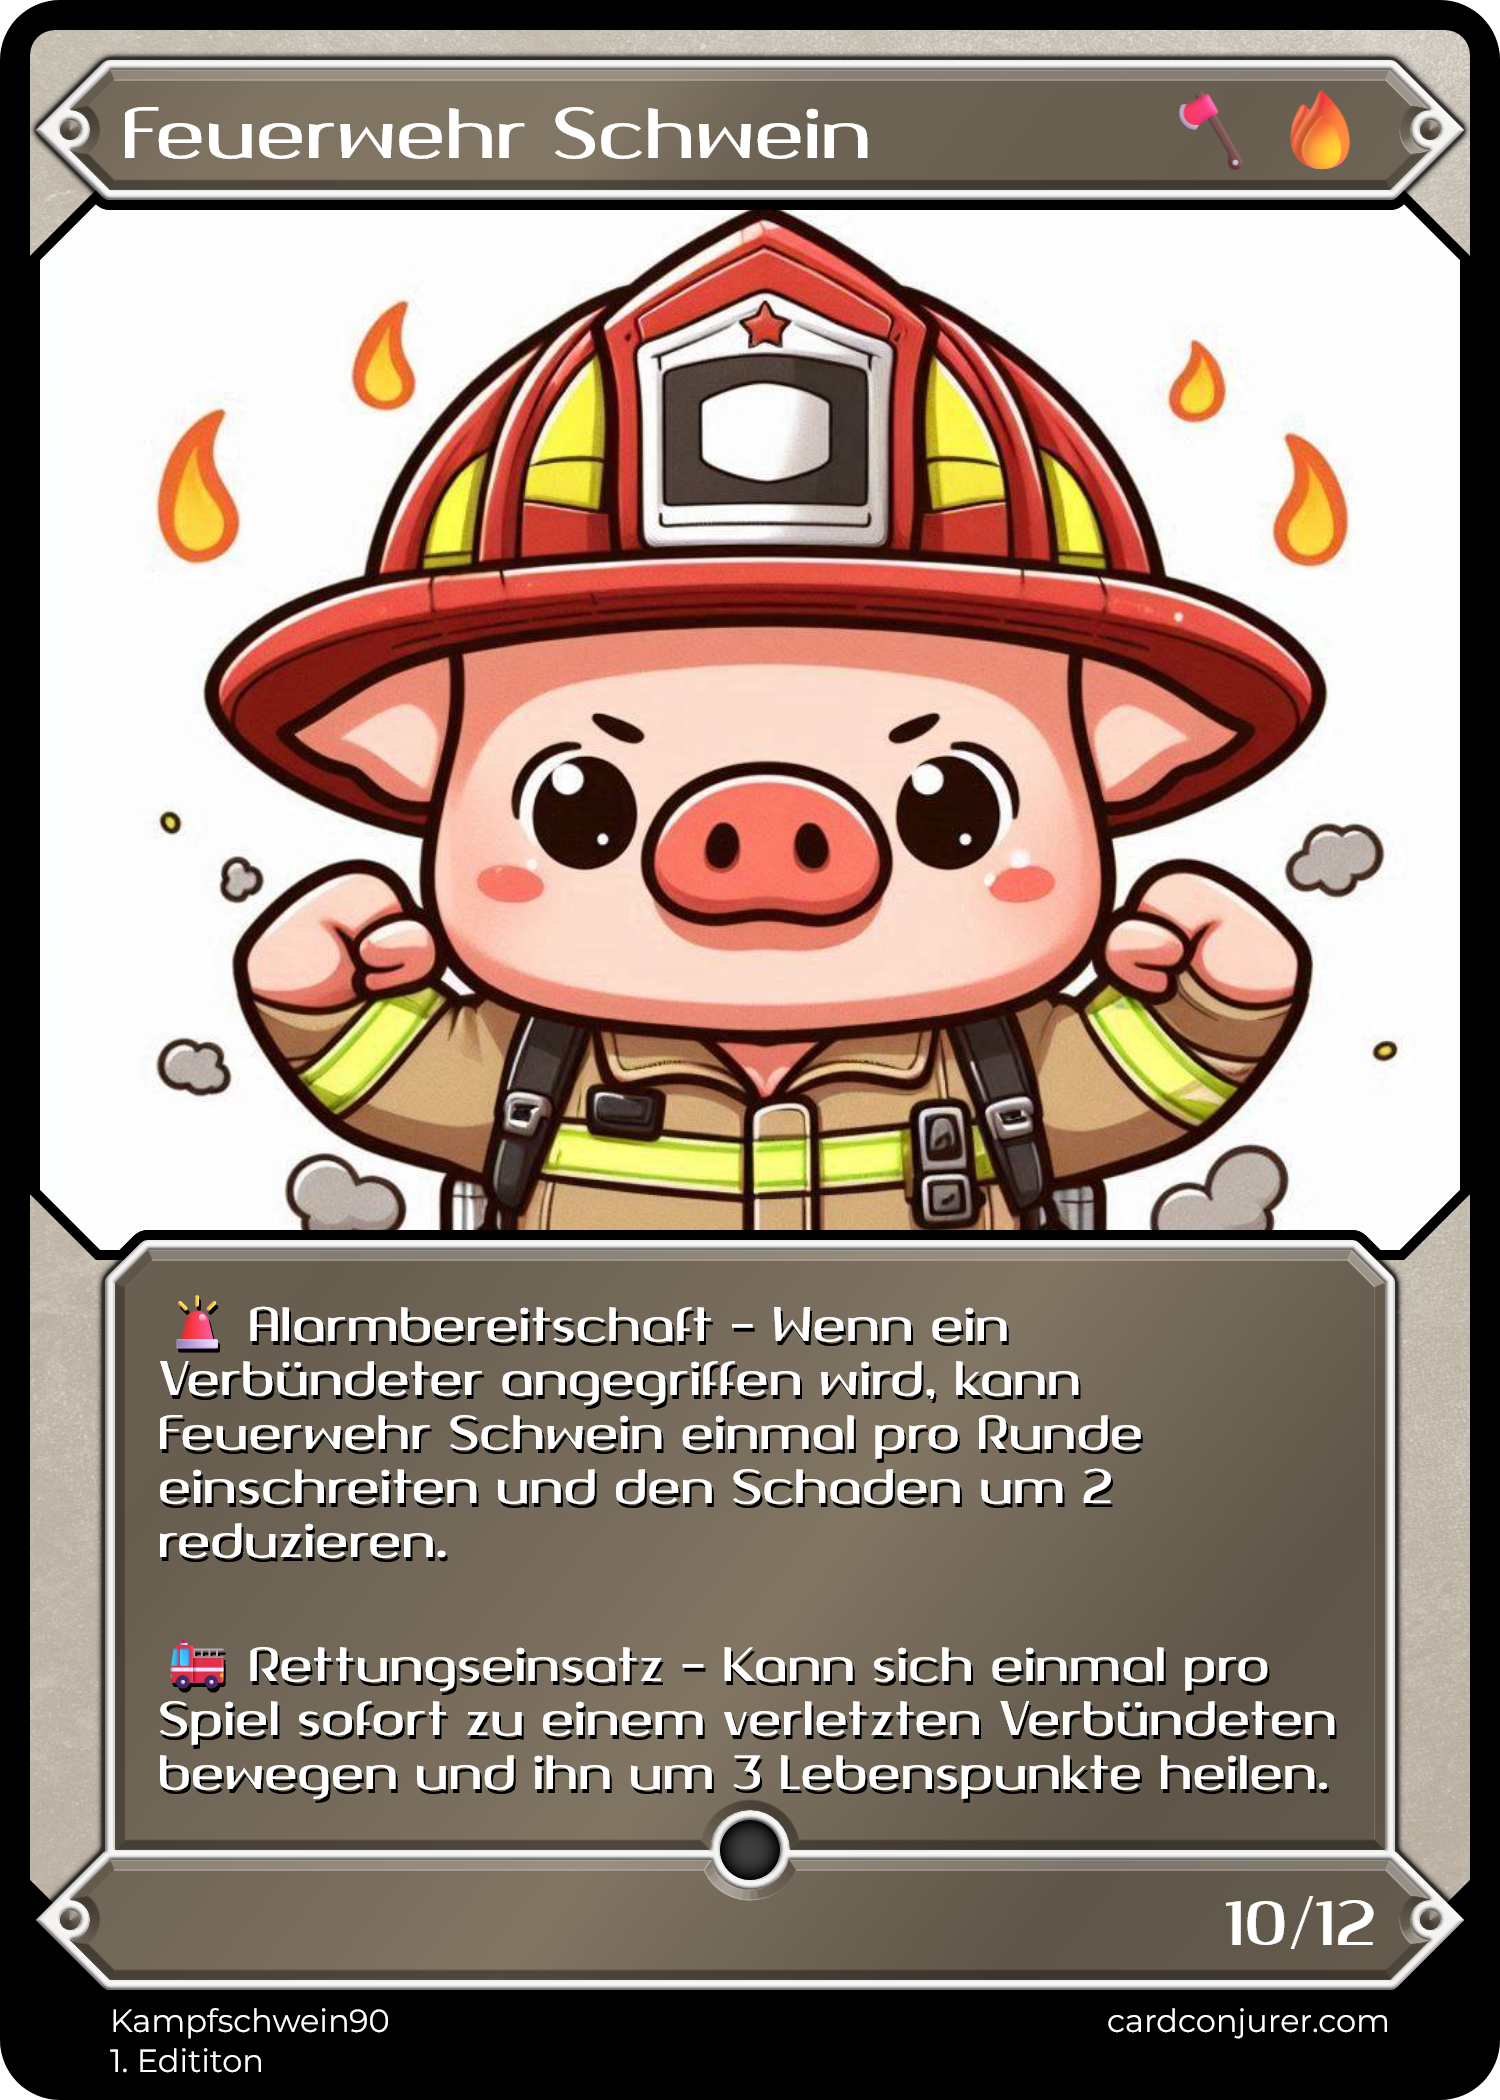 Feuerwehr Schwein
Alarmbereitschaft - Wenn ein
Verbündeter angegriffen wird, kann
Feuerwehr Schwein einmal pro Runde
einschreiten und den Schaden um 2
reduzieren.
Rettungseinsatz - Kann sich einmal pro
Spiel sofort zu einem verletzten Verbündeten
bewegen und ihn um 3 Lebenspunkte heilen.
10/12
Kampfschwein90
cardconjurer.com
1. Edititon